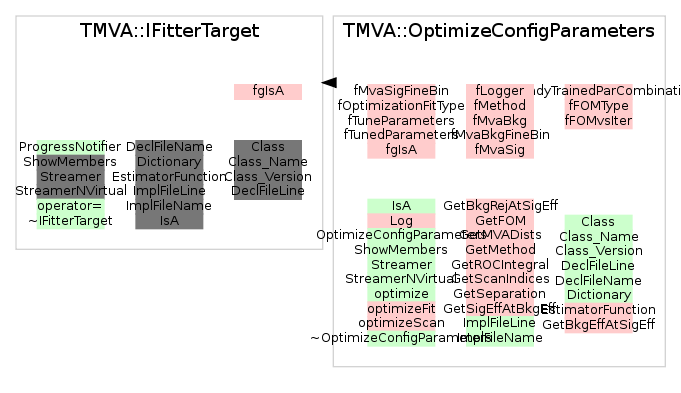 TMVA::IFitterTarget
fgIsA
ProgressNotifier
ShowMembers
Streamer
StreamerNVirtual
operator=
~IFitterTarget
DeclFileName
Dictionary
EstimatorFunction
ImplFileLine
ImplFileName
IsA
Class
Class_Name
Class_Version
DeclFileLine
TMVA::OptimizeConfigParameters
fMvaSigFineBin
fOptimizationFitType
fTuneParameters
fTunedParameters
fgIsA
fLogger
fMethod
fMvaBkg
fMvaBkgFineBin
fMvaSig
fFOMType
fFOMvsIter
IsA
Log
OptimizeConfigParameters
ShowMembers
Streamer
StreamerNVirtual
optimize
optimizeFit
optimizeScan
~OptimizeConfigParameters
GetBkgRejAtSigEff
GetFOM
GetMVADists
GetMethod
GetROCIntegral
GetScanIndices
GetSeparation
GetSigEffAtBkgEff
ImplFileLine
ImplFileName
Class
Class_Name
Class_Version
DeclFileLine
DeclFileName
Dictionary
EstimatorFunction
GetBkgEffAtSigEff